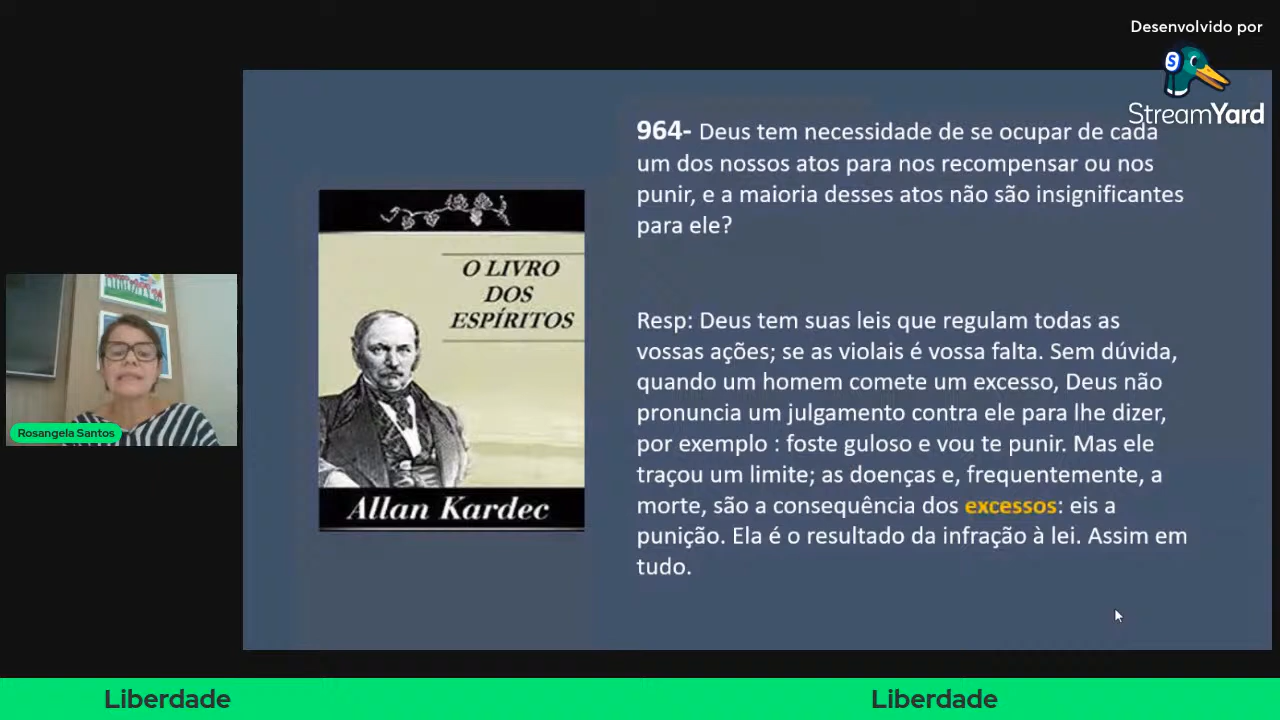 Desenvolvido por
StreamYard
964- Deus tem necessidade de se ocupar de cada
um dos nossos atos para nos recompensar ou nos
punir, e a maioria desses atos não são insignificantes
para ele?
O LIVRO
DOS
ESPÍRITOS
Allan Kardec
Resp: Deus tem suas leis que regulam todas as
vossas ações; se as violais é vossa falta. Sem dúvida,
quando um homem comete um excesso, Deus não
pronuncia um julgamento contra ele para lhe dizer,
por exemplo : foste guloso e vou te punir. Mas ele
traçou um limite; as doenças e, frequentemente, a
morte, são a consequência dos excessos: eis a
punição. Ela é o resultado da infração à lei. Assim em
tudo.
Rosangela Santos
Liberdade
Liberdade